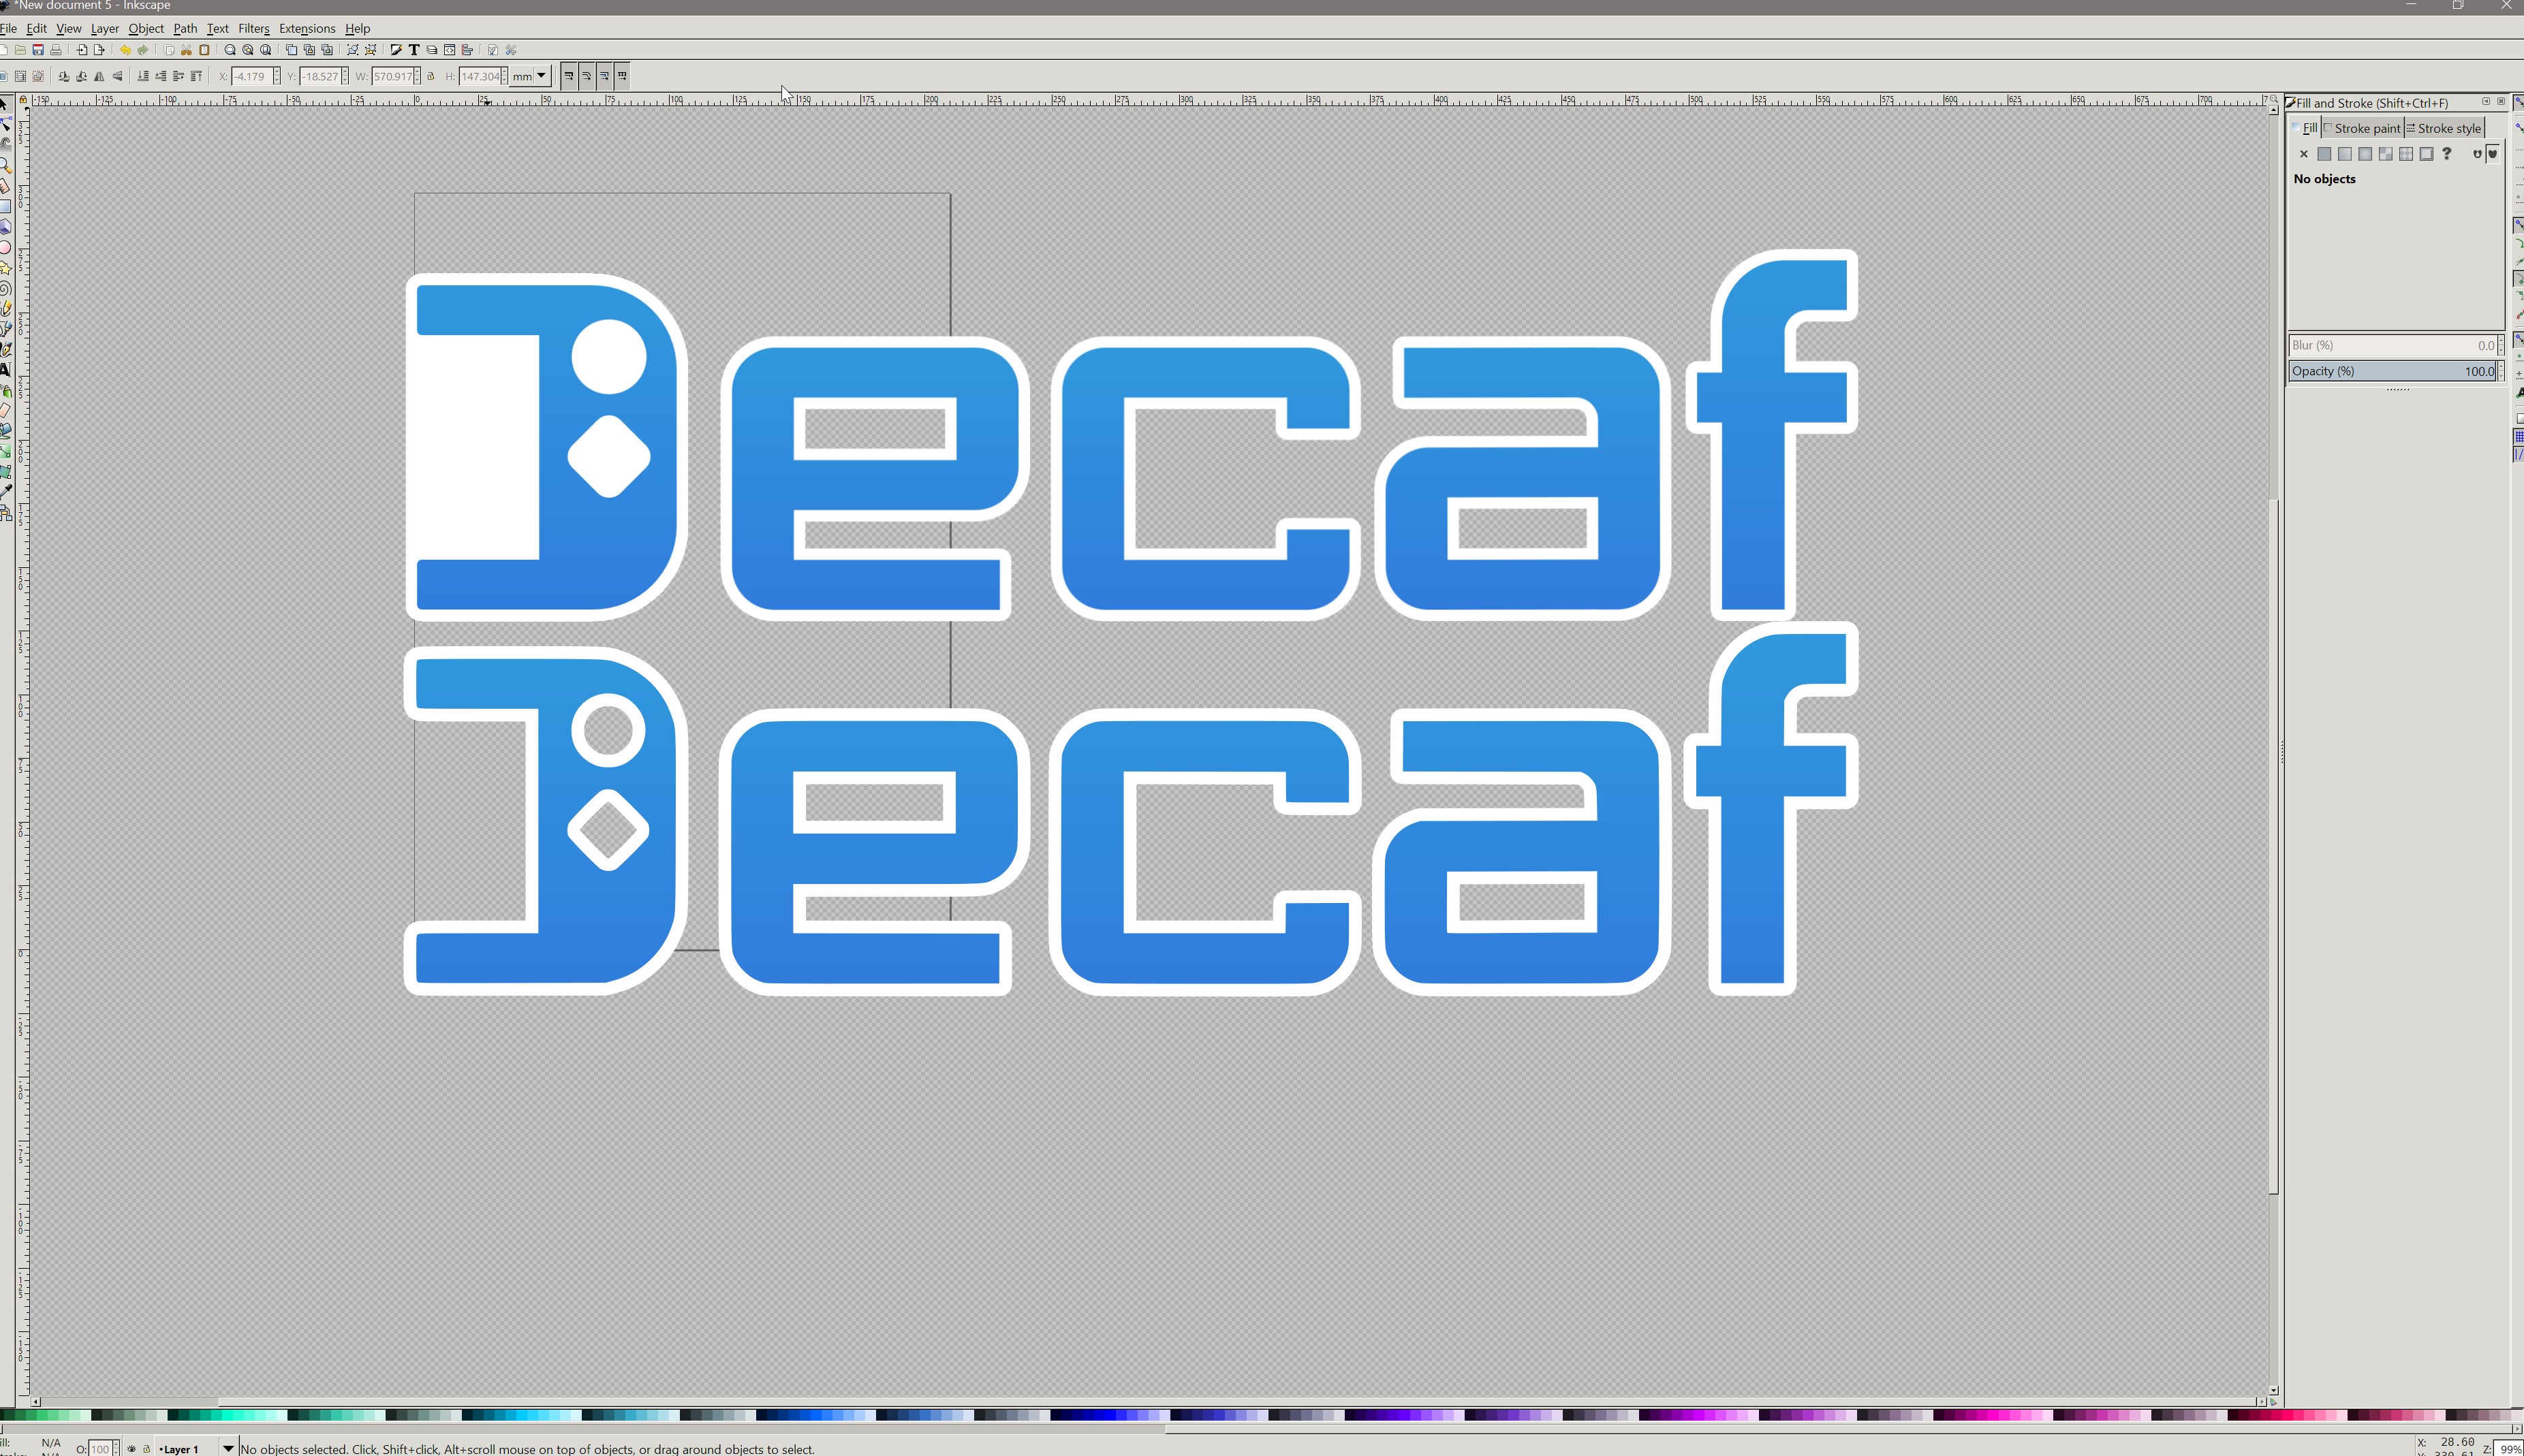 *New document 5 - Inkscape
File Edit View Layer Object Path Text Filters Extensions Help
X: -4.179 Y: -18.527 W: 570.917 H: 147.304 mm
Fill and Stroke (Shift+Ctrl+F)
Fill Stroke paint Stroke style
No objects
Blur (%) 0.0
Opacity (%) 100.0
Decaf
Decaf
N/A
O: 100 •Layer 1 No objects selected. Click, Shift+click, Alt+scroll mouse on top of objects, or drag around objects to select.
X: 28.60
Z: 99%